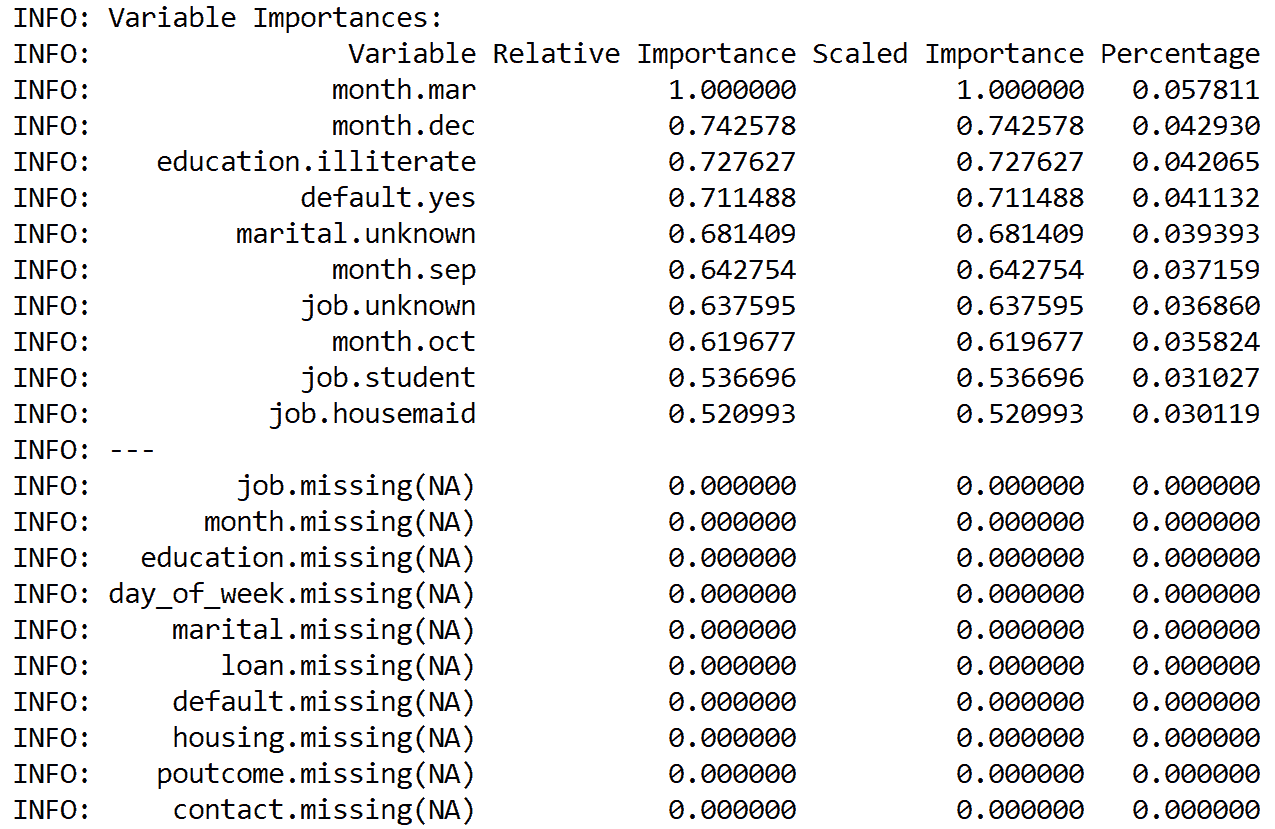 INFO: Variable Importances:
INFO:                Variable Relative Importance Scaled Importance Percentage
INFO:               month.mar            1.000000          1.000000   0.057811
INFO:               month.dec            0.742578          0.742578   0.042930
INFO:    education.illiterate            0.727627          0.727627   0.042065
INFO:             default.yes            0.711488          0.711488   0.041132
INFO:         marital.unknown            0.681409          0.681409   0.039393
INFO:               month.sep            0.642754          0.642754   0.037159
INFO:             job.unknown            0.637595          0.637595   0.036860
INFO:               month.oct            0.619677          0.619677   0.035824
INFO:             job.student            0.536696          0.536696   0.031027
INFO:           job.housemaid            0.520993          0.520993   0.030119
INFO: ---
INFO:         job.missing(NA)            0.000000          0.000000   0.000000
INFO:       month.missing(NA)            0.000000          0.000000   0.000000
INFO:   education.missing(NA)            0.000000          0.000000   0.000000
INFO: day_of_week.missing(NA)            0.000000          0.000000   0.000000
INFO:     marital.missing(NA)            0.000000          0.000000   0.000000
INFO:        loan.missing(NA)            0.000000          0.000000   0.000000
INFO:     default.missing(NA)            0.000000          0.000000   0.000000
INFO:     housing.missing(NA)            0.000000          0.000000   0.000000
INFO:    poutcome.missing(NA)            0.000000          0.000000   0.000000
INFO:     contact.missing(NA)            0.000000          0.000000   0.000000